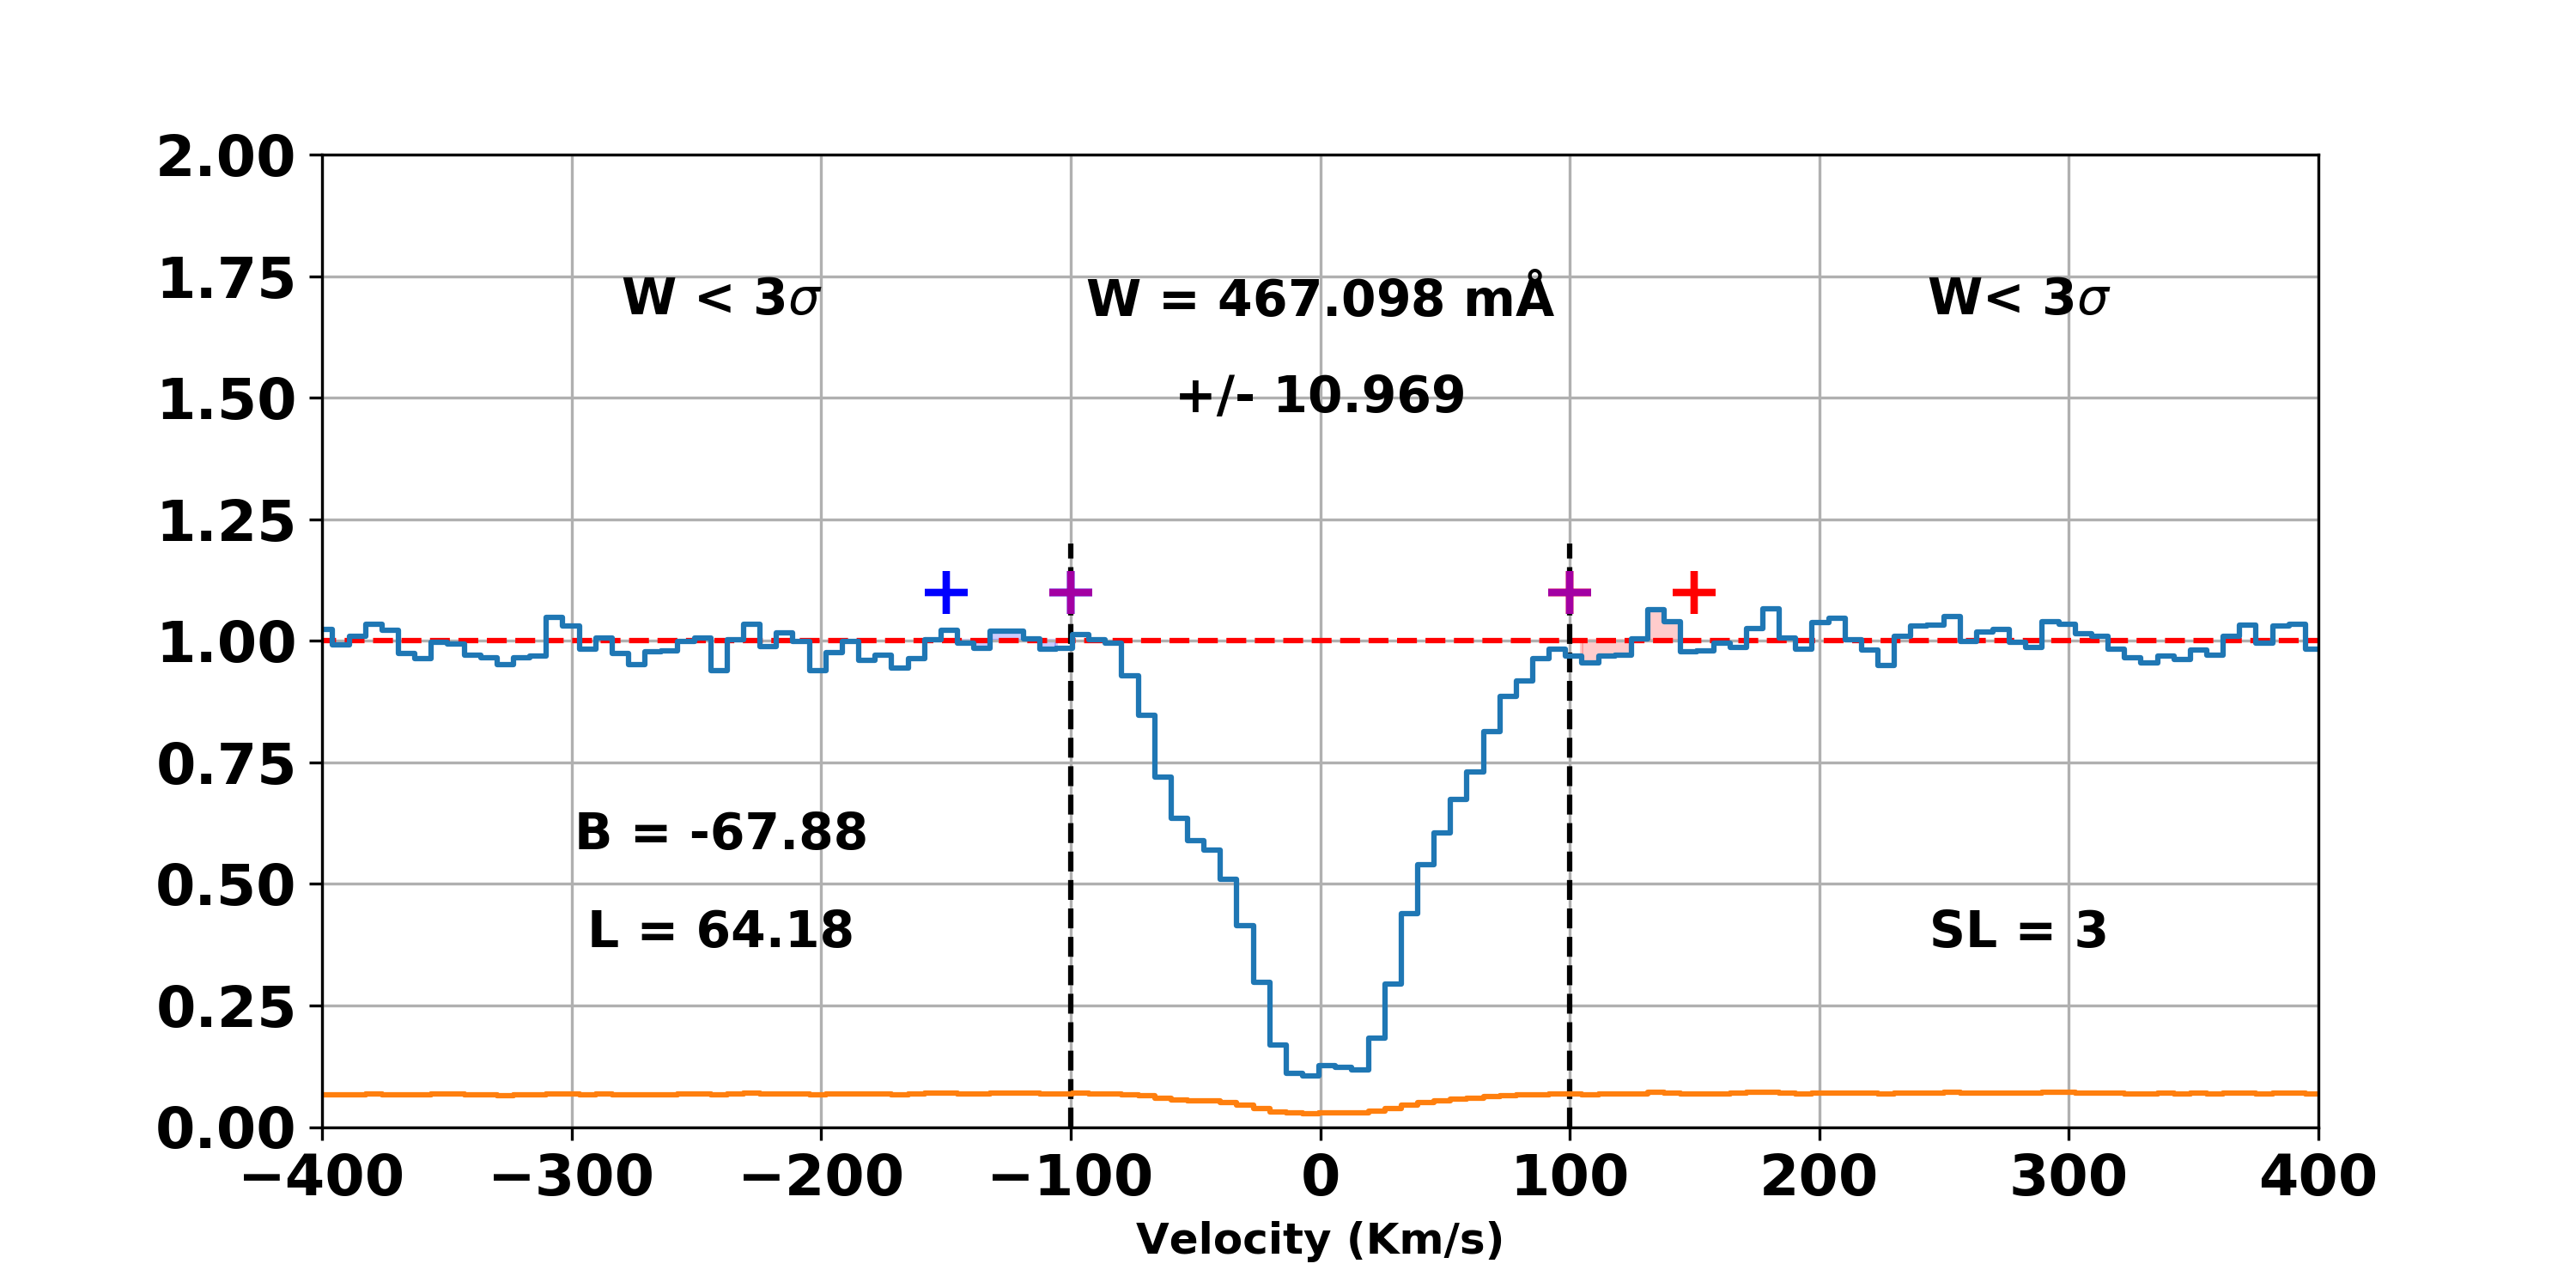 2.00
1.75
W < 3σ
W = 467.098 mÅ
W< 3σ
+/- 10.969
1.50
1.25
1.00
0.75
B = -67.88
0.50
L = 64.18
SL = 3
0.25
0.00
−400 −300 −200 −100 0 100 200 300 400
Velocity (Km/s)